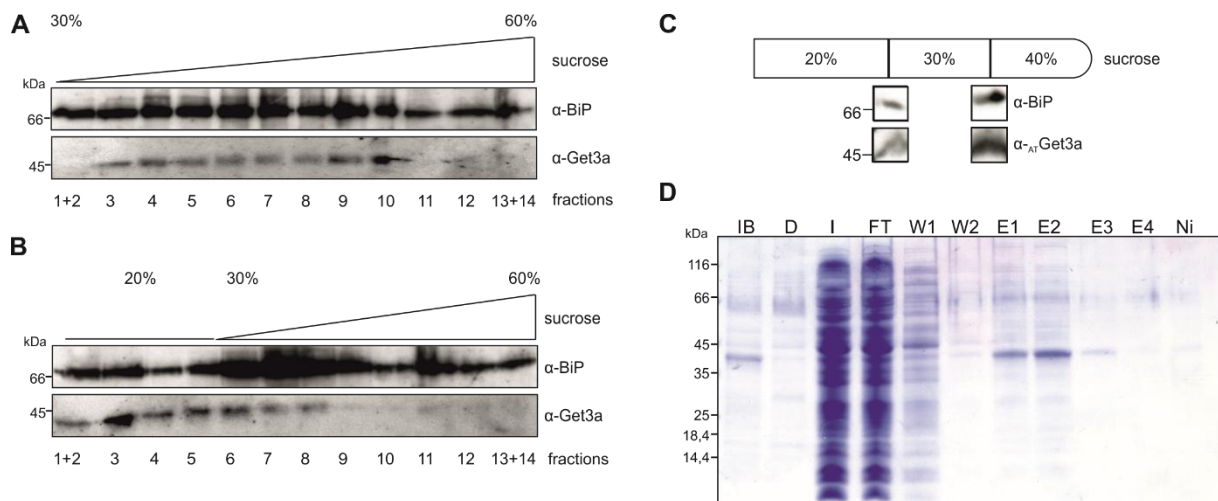 A
30%
60%
sucrose
kDa
66
α-BiP
45
α-Get3a
1+2 3 4 5 6 7 8 9 10 11 12 13+14 fractions
B
20% 30% 60%
sucrose
kDa
66
α-BiP
45
α-Get3a
1+2 3 4 5 6 7 8 9 10 11 12 13+14 fractions
C
20% 30% 40% sucrose
66
α-BiP
45
α-ATGet3a
D
kDa IB D I FT W1 W2 E1 E2 E3 E4 Ni
116
66
45
35
25
18,4
14,4